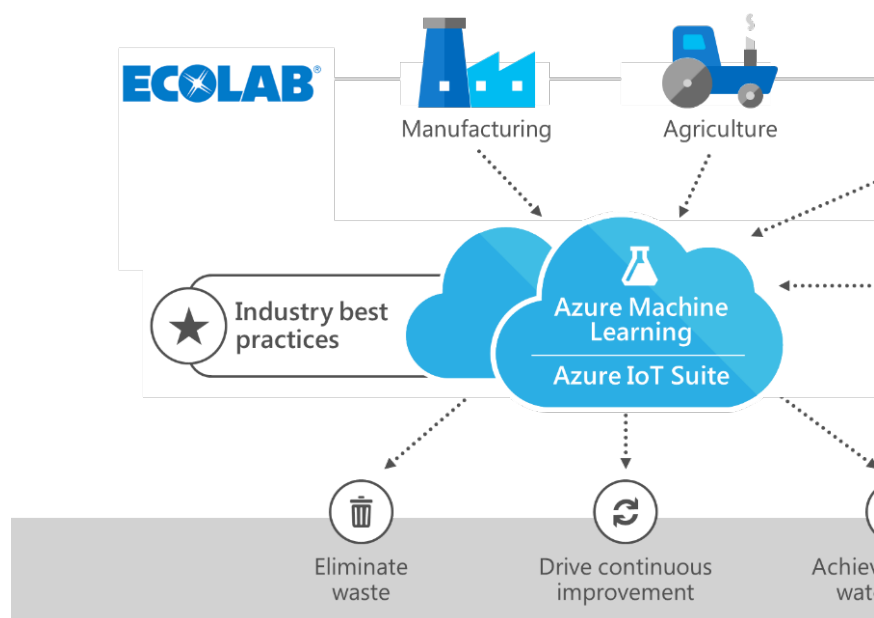 ECOLAB®
Manufacturing
Agriculture
Industry best
practices
Azure Machine
Learning
Azure IoT Suite
Eliminate
waste
Drive continuous
improvement